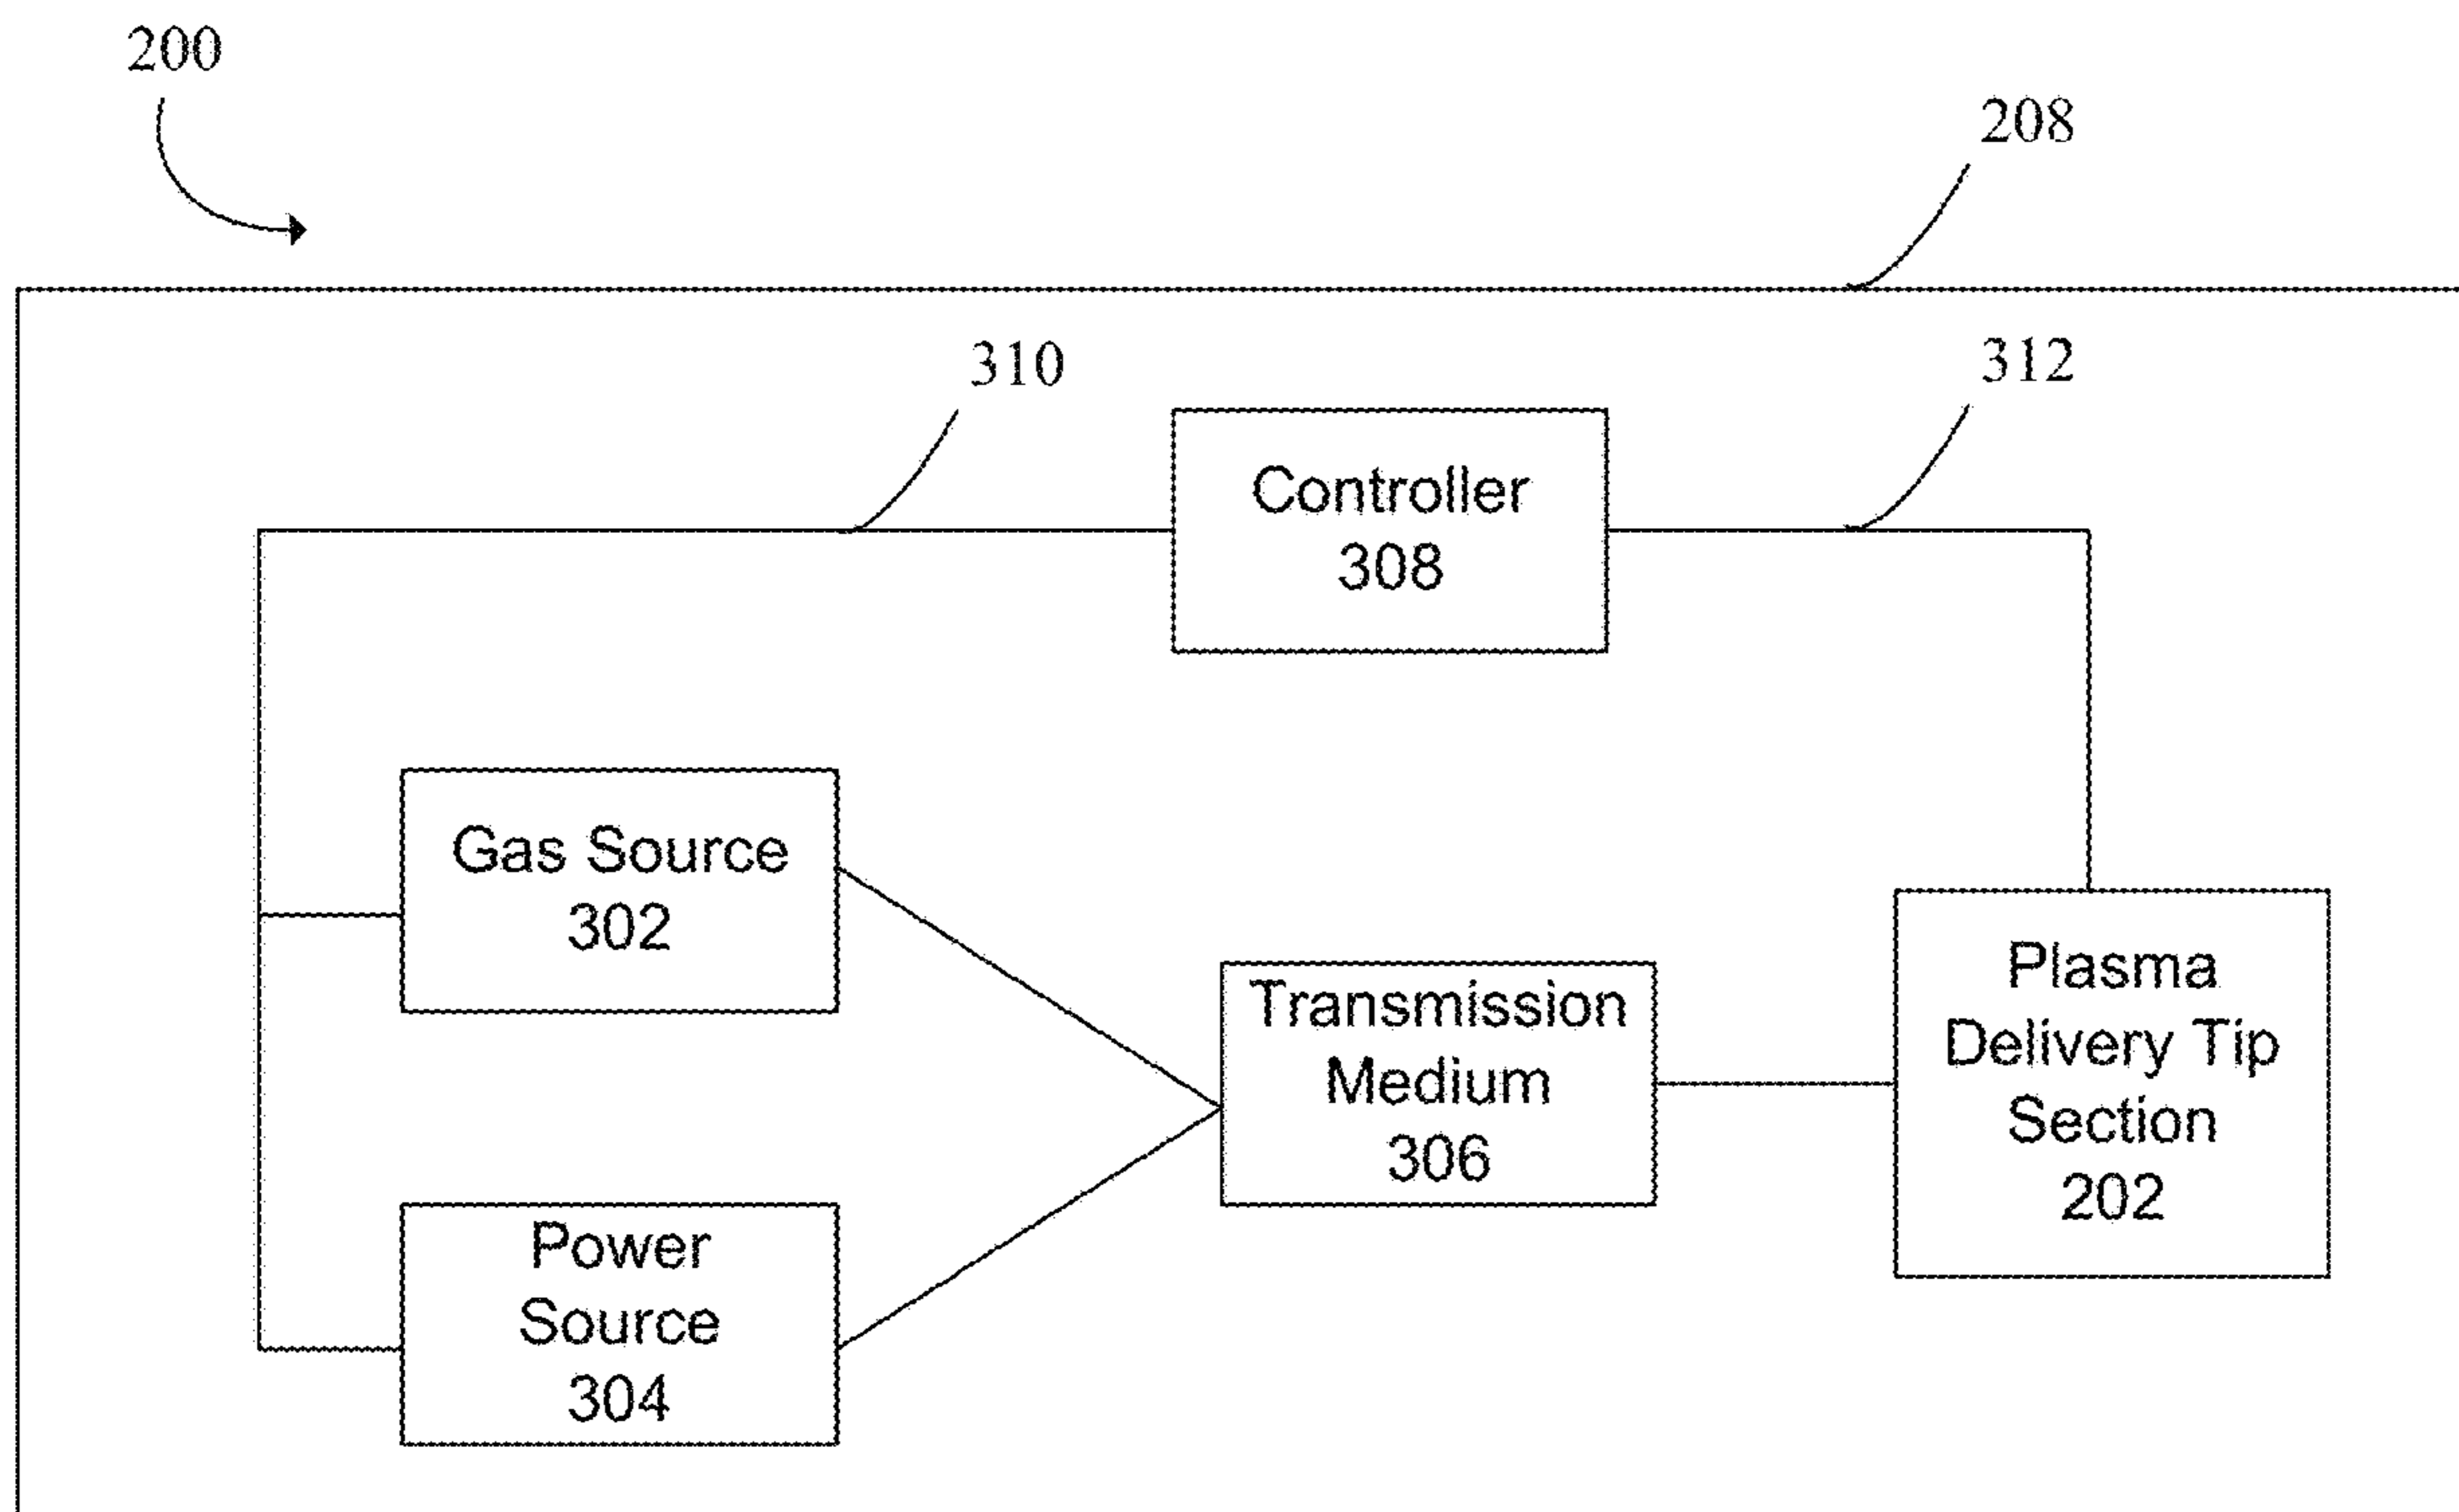 200
208
310
312
Controller
308
Gas Source
302
Transmission
Medium
306
Plasma
Delivery Tip
Section
202
Power
Source
304